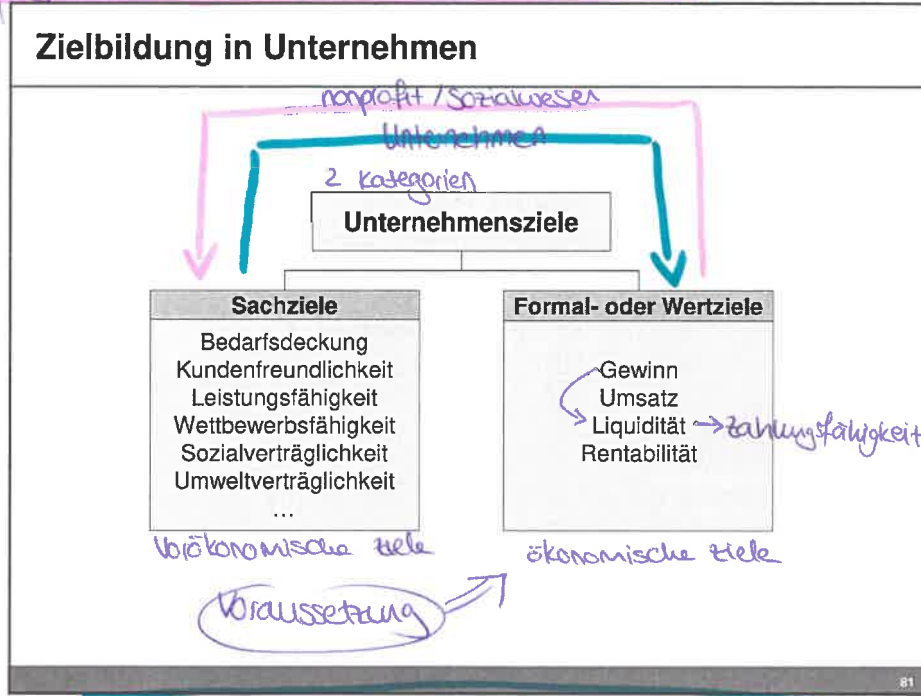 Zielbildung in Unternehmen
nonprofit / Sozialwesen
Unternehmen
2 Kategorien
Unternehmensziele
Sachziele
Bedarfsdeckung
Kundenfreundlichkeit
Leistungsfähigkeit
Wettbewerbsfähigkeit
Sozialverträglichkeit
Umweltverträglichkeit
...
Vorökonomische Ziele
Formal- oder Wertziele
Gewinn
Umsatz
Liquidität → Zahlungsfähigkeit
Rentabilität
ökonomische Ziele
Voraussetzung
81